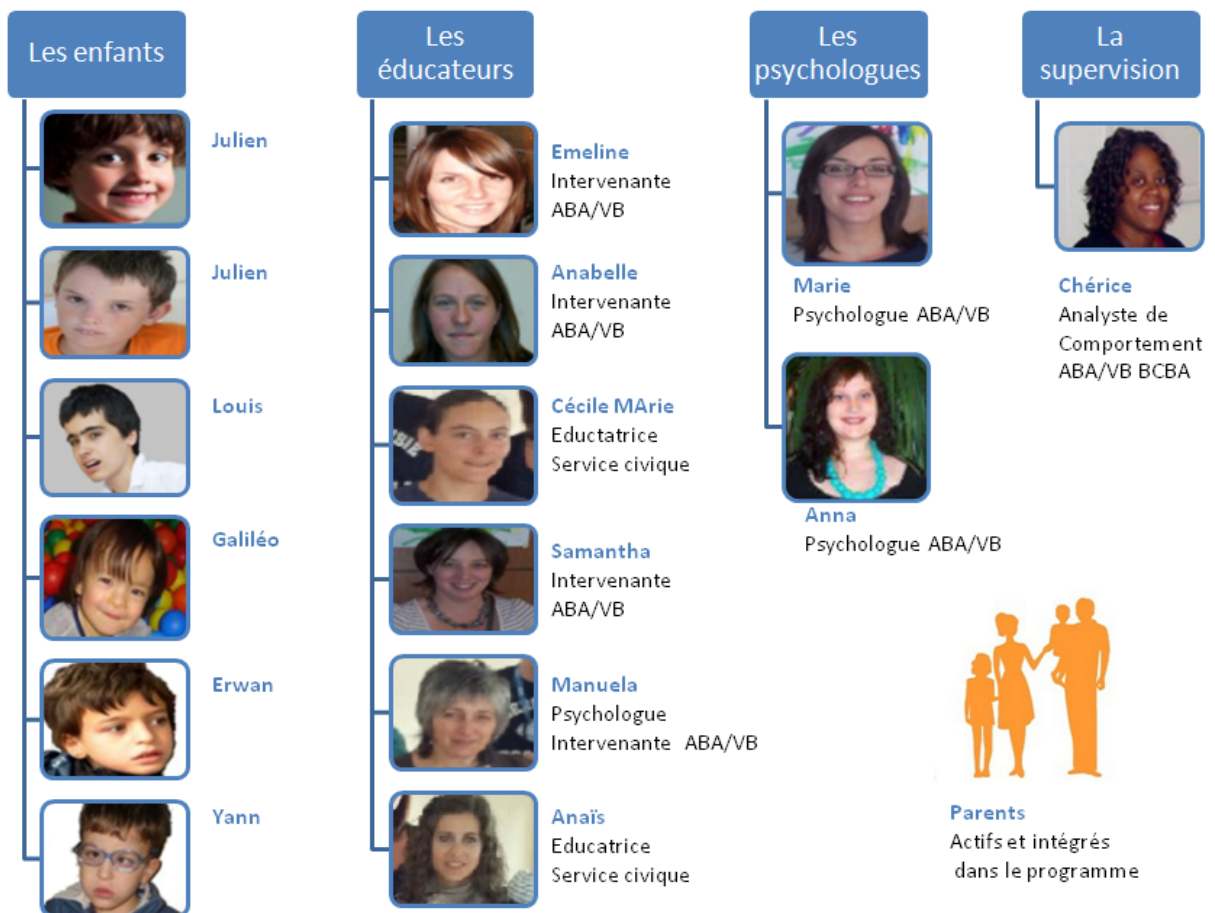 Les enfants
Julien
Julien
Louis
Galiléo
Erwan
Yann
Les
éducateurs
Emeline
Intervenante
ABA/VB
Anabelle
Intervenante
ABA/VB
Cécile MArie
Eductatrice
Service civique
Samantha
Intervenante
ABA/VB
Manuela
Psychologue
Intervenante ABA/VB
Anaïs
Educatrice
Service civique
Les
psychologues
Marie
Psychologue ABA/VB
Anna
Psychologue ABA/VB
La
supervision
Chérice
Analyste de
Comportement
ABA/VB BCBA
Parents
Actifs et intégrés
dans le programme